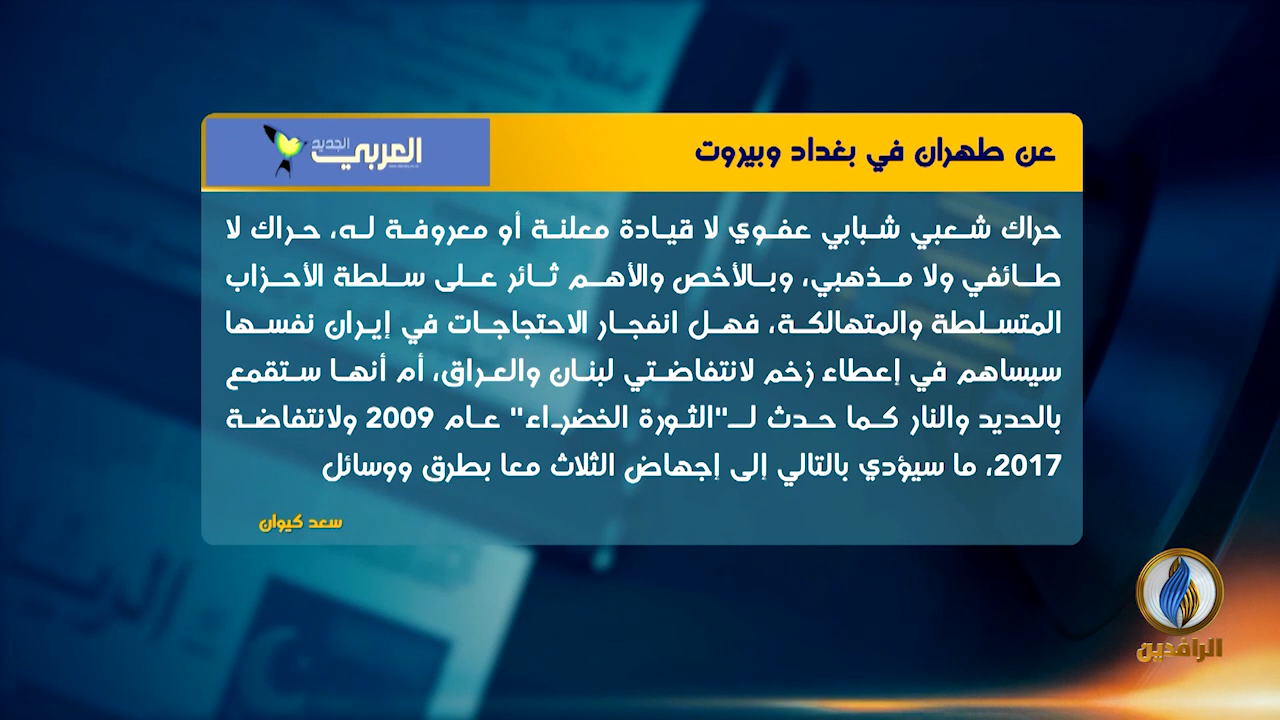 عن طهران في بغداد وبيروت
العربي الجديد
حراك شعبي شبابي عفوي لا قيادة معلنة أو معروفة له، حراك لا
طائفي ولا مذهبي، وبالأخص والأهم ثائر على سلطة الأحزاب
المتسلطة والمتهالكة، فهل انفجار الاحتجاجات في إيران نفسها
سيساهم في إعطاء زخم لانتفاضتي لبنان والعراق، أم أنها ستقمع
بالحديد والنار كما حدث لـ"الثورة الخضراء" عام 2009 ولانتفاضة
2017، ما سيؤدي بالتالي إلى إجهاض الثلاث معا بطرق ووسائل
سعد كيوان
الرافدين